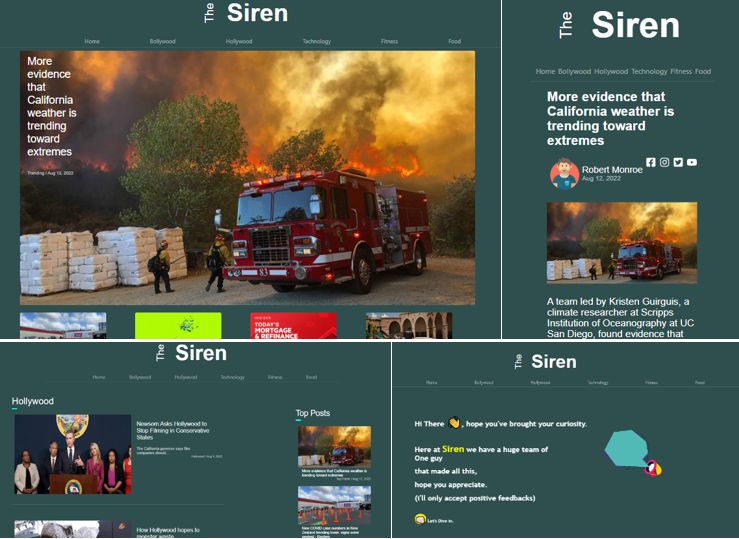 The Siren
Home Bollywood Hollywood Technology Fitness Food
More
evidence
that
California
weather is
trending
toward
extremes
Trending / Aug 12, 2022
83
INSIDER
TODAY'S
MORTGAGE
& REFINANCE
The Siren
Home Bollywood Hollywood Technology Fitness Food
More evidence that
California weather is
trending toward
extremes
Robert Monroe
Aug 12, 2022
A team led by Kristen Guirguis, a
climate researcher at Scripps
Institution of Oceanography at UC
San Diego, found evidence that
The Siren
Home Bollywood Hollywood Technology Fitness Food
Hollywood
Newsom Asks Hollywood to
Stop Filming in Conservative
States
The California governor says film
companies should
How Hollywood hopes to
monster waste
Top Posts
More evidence that California weather is
trending toward extremes
New COVID case numbers in New
Zealand trending down
The Siren
Home Bollywood Hollywood Technology Fitness Food
Hi There , hope you've brought your curiosity.
Here at Siren we have a huge team of
One guy
that made all this,
hope you appreciate.
(i'll only accept positive feedbacks)
Let's Dive in.